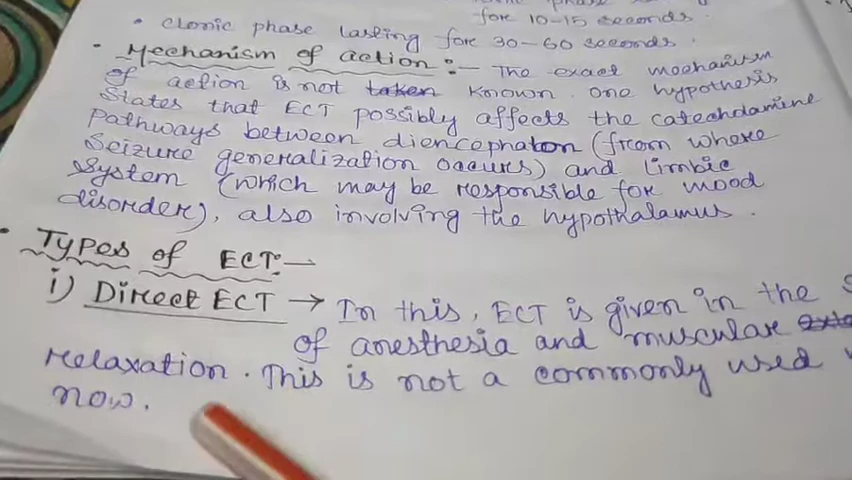 for 10-15 seconds.
• Clonic phase lasting for 30-60 seconds.
• Mechanism of action :- The exact mechanism
of action is not taken known. one hypothesis
States that ECT possibly affects the catechdamine
pathways between diencephalon (from where
Seizure generalization occurs) and limbic
System (which may be responsible for mood
disorder), also involving the hypothalamus.
• Types of ECT:-
i) Direct ECT → In this, ECT is given in the
of anesthesia and muscular
relaxation. This is not a commonly used
now.